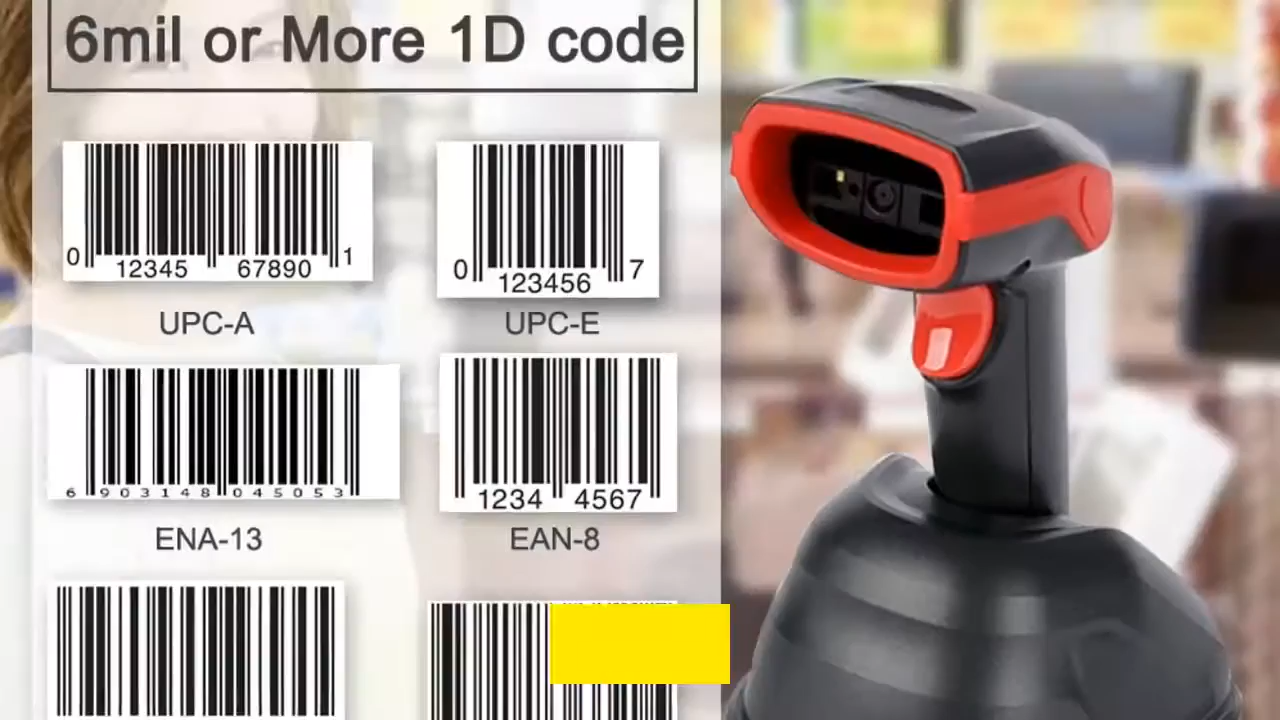 6mil or More 1D code
0 12345 67890 1
0 123456 7
UPC-A
UPC-E
6 903148 045053
1234 4567
ENA-13
EAN-8